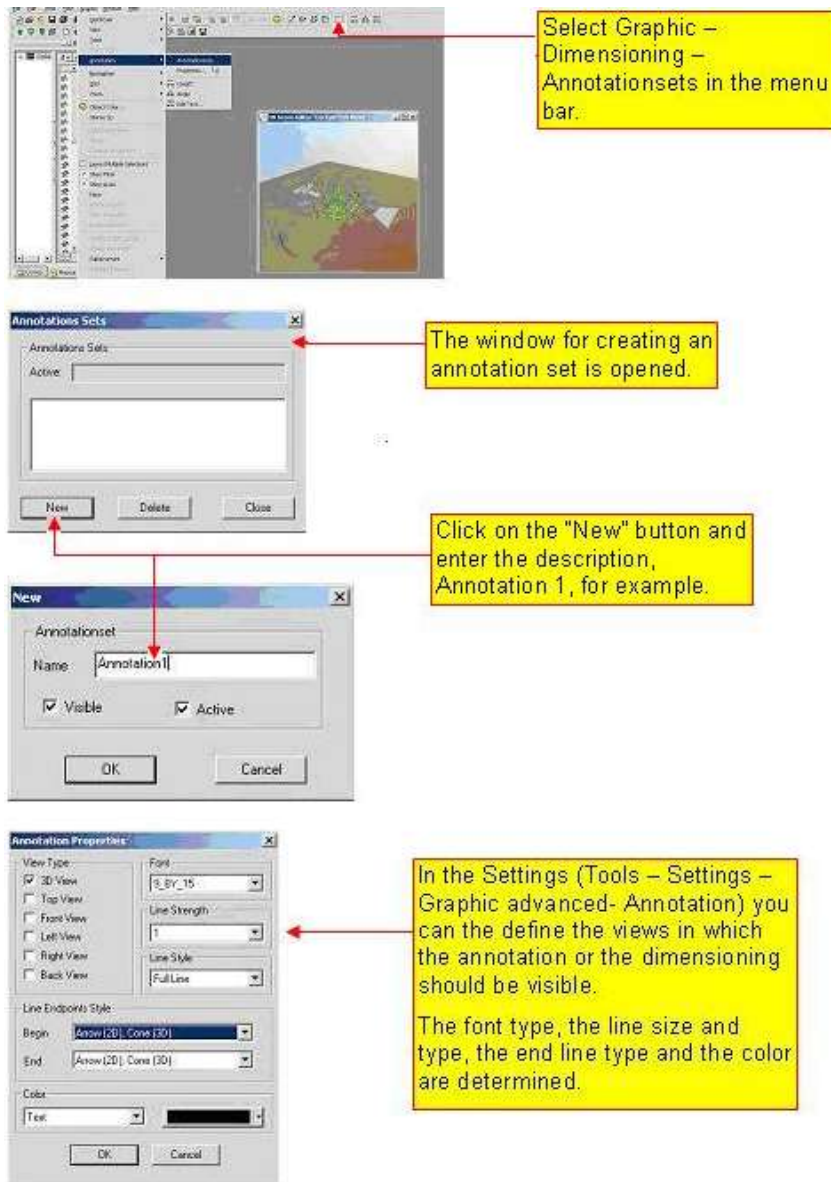 Select Graphic –
Dimensioning –
Annotationsets in the menu
bar.
Annotations Sets
Annotations Sets
Active
The window for creating an
annotation set is opened.
New Delete Close
Click on the "New" button and
enter the description,
Annotation 1, for example.
New
Annotationset
Name Annotation1
Visible Active
OK Cancel
Annotation Properties
View Type Font
3D View 9_BY_15
Top View
Front View Line Strength
Left View 1
Right View Line Style
Back View Full Line
Line Endpoints Style
Begin Arrow (2D), Cone (3D)
End Arrow (2D), Cone (3D)
Color
Text
OK Cancel
In the Settings (Tools – Settings –
Graphic advanced- Annotation) you
can the define the views in which
the annotation or the dimensioning
should be visible.
The font type, the line size and
type, the end line type and the color
are determined.